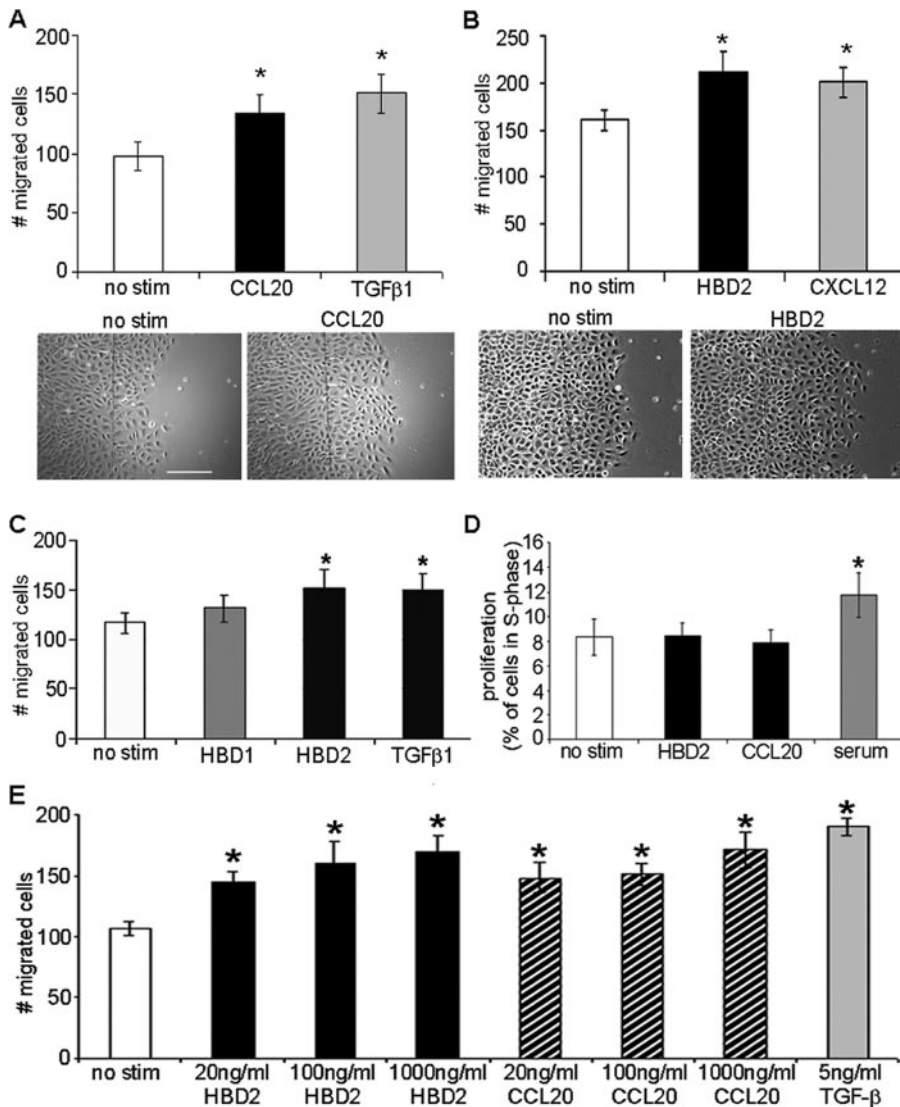 A
# migrated cells
200
150
100
50
0
*
*
no stim
CCL20
TGFβ1
no stim
CCL20
B
# migrated cells
250
200
150
100
50
0
*
*
no stim
HBD2
CXCL12
no stim
HBD2
C
# migrated cells
200
150
100
50
0
*
*
no stim
HBD1
HBD2
TGFβ1
D
proliferation
(% of cells in S-phase)
16
14
12
10
8
6
4
2
0
*
no stim
HBD2
CCL20
serum
E
# migrated cells
200
150
100
50
0
*
*
*
*
*
*
*
no stim
20ng/ml
HBD2
100ng/ml
HBD2
1000ng/ml
HBD2
20ng/ml
CCL20
100ng/ml
CCL20
1000ng/ml
CCL20
5ng/ml
TGF-β